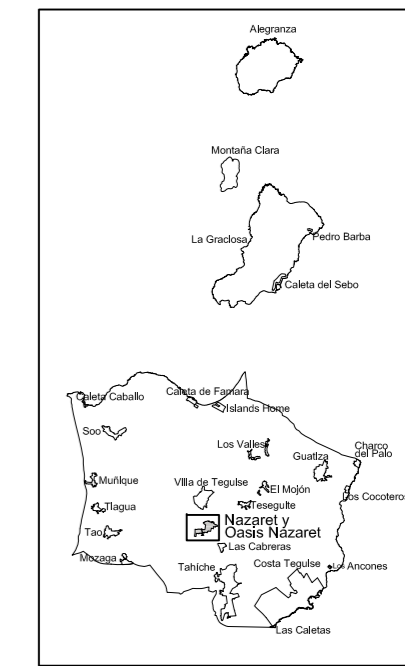 Alegranza
Montaña Clara
La Graciosa
Pedro Barba
Caleta del Sebo
Caleta Caballo
Caleta de Famara
Islands Home
Soo
Los Valles
Charco
del Palo
Guatiza
Muñique
Villa de Teguise
El Mojón
Los Cocoteros
Tiagua
Teseguite
Nazaret y
Oasis Nazaret
Tao
Las Cabreras
Mozaga
Tahiche
Costa Teguise
Los Ancones
Las Caletas